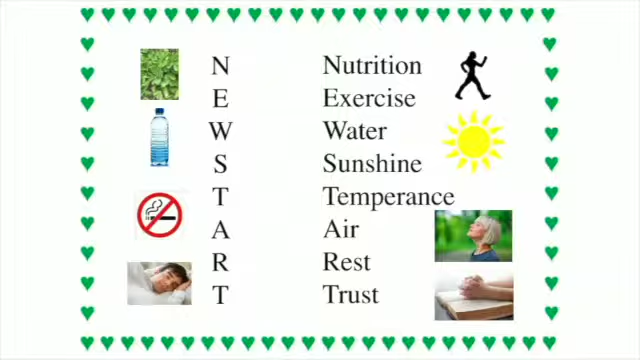 N Nutrition
E Exercise
W Water
S Sunshine
T Temperance
A Air
R Rest
T Trust